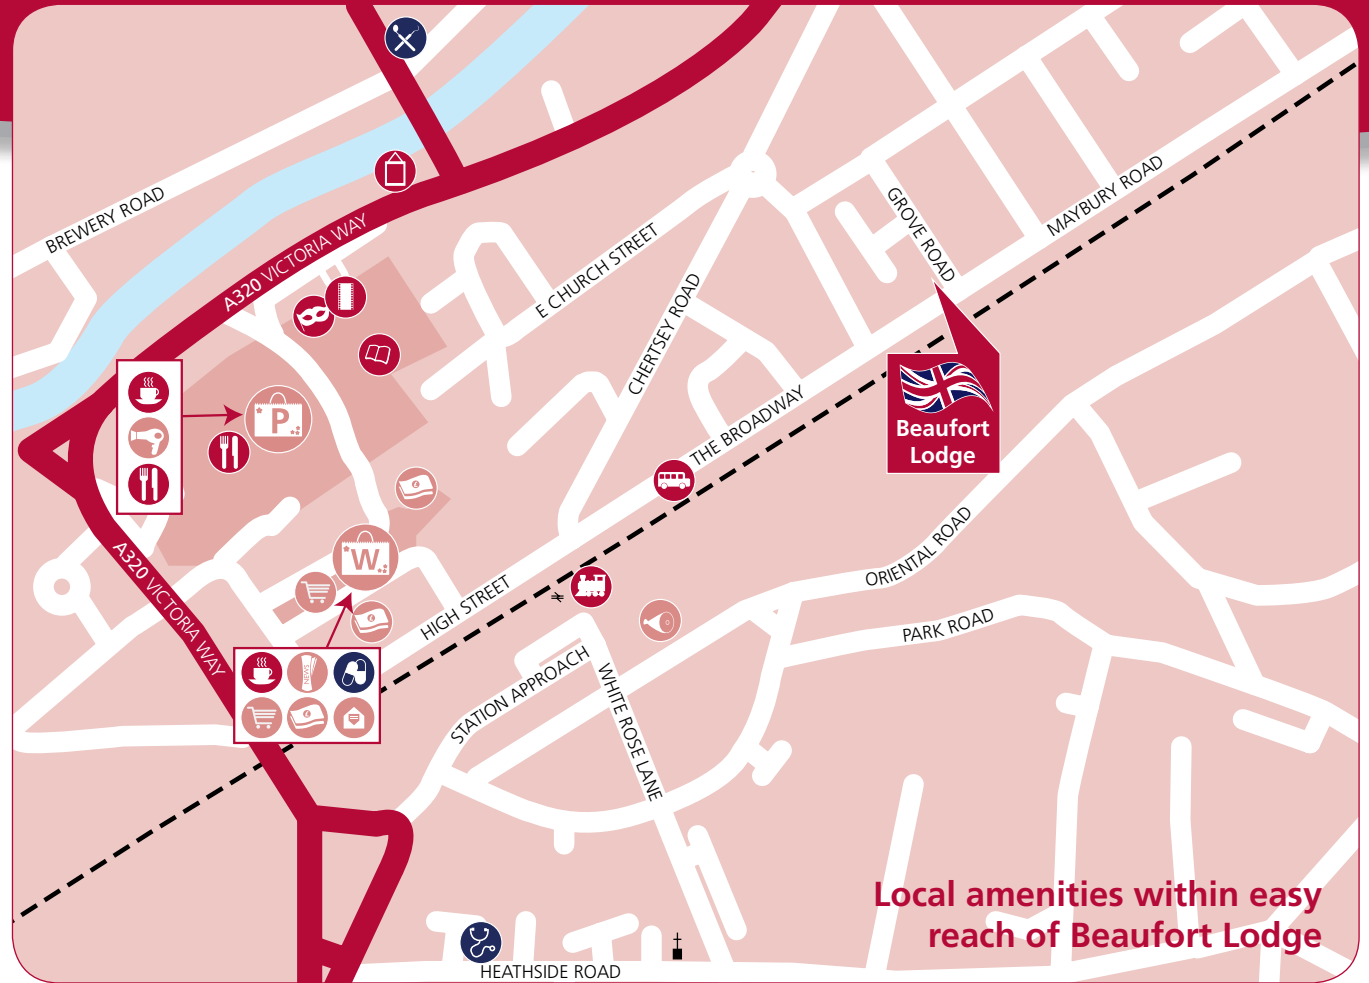 BREWERY ROAD
A320 VICTORIA WAY
E CHURCH STREET
CHERTSEY ROAD
GROVE ROAD
MAYBURY ROAD
P
THE BROADWAY
Beaufort
Lodge
W
A320 VICTORIA WAY
HIGH STREET
ORIENTAL ROAD
PARK ROAD
STATION APPROACH
WHITE ROSE LANE
NEWS
£
£
£
Local amenities within easy
reach of Beaufort Lodge
HEATHSIDE ROAD